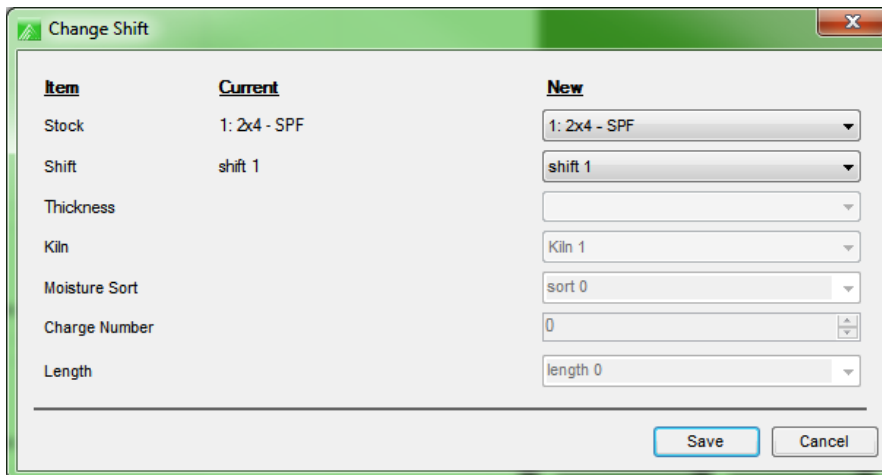 Change Shift
Item Current New
Stock 1: 2x4 - SPF 1: 2x4 - SPF
Shift shift 1 shift 1
Thickness
Kiln Kiln 1
Moisture Sort sort 0
Charge Number 0
Length length 0
Save Cancel